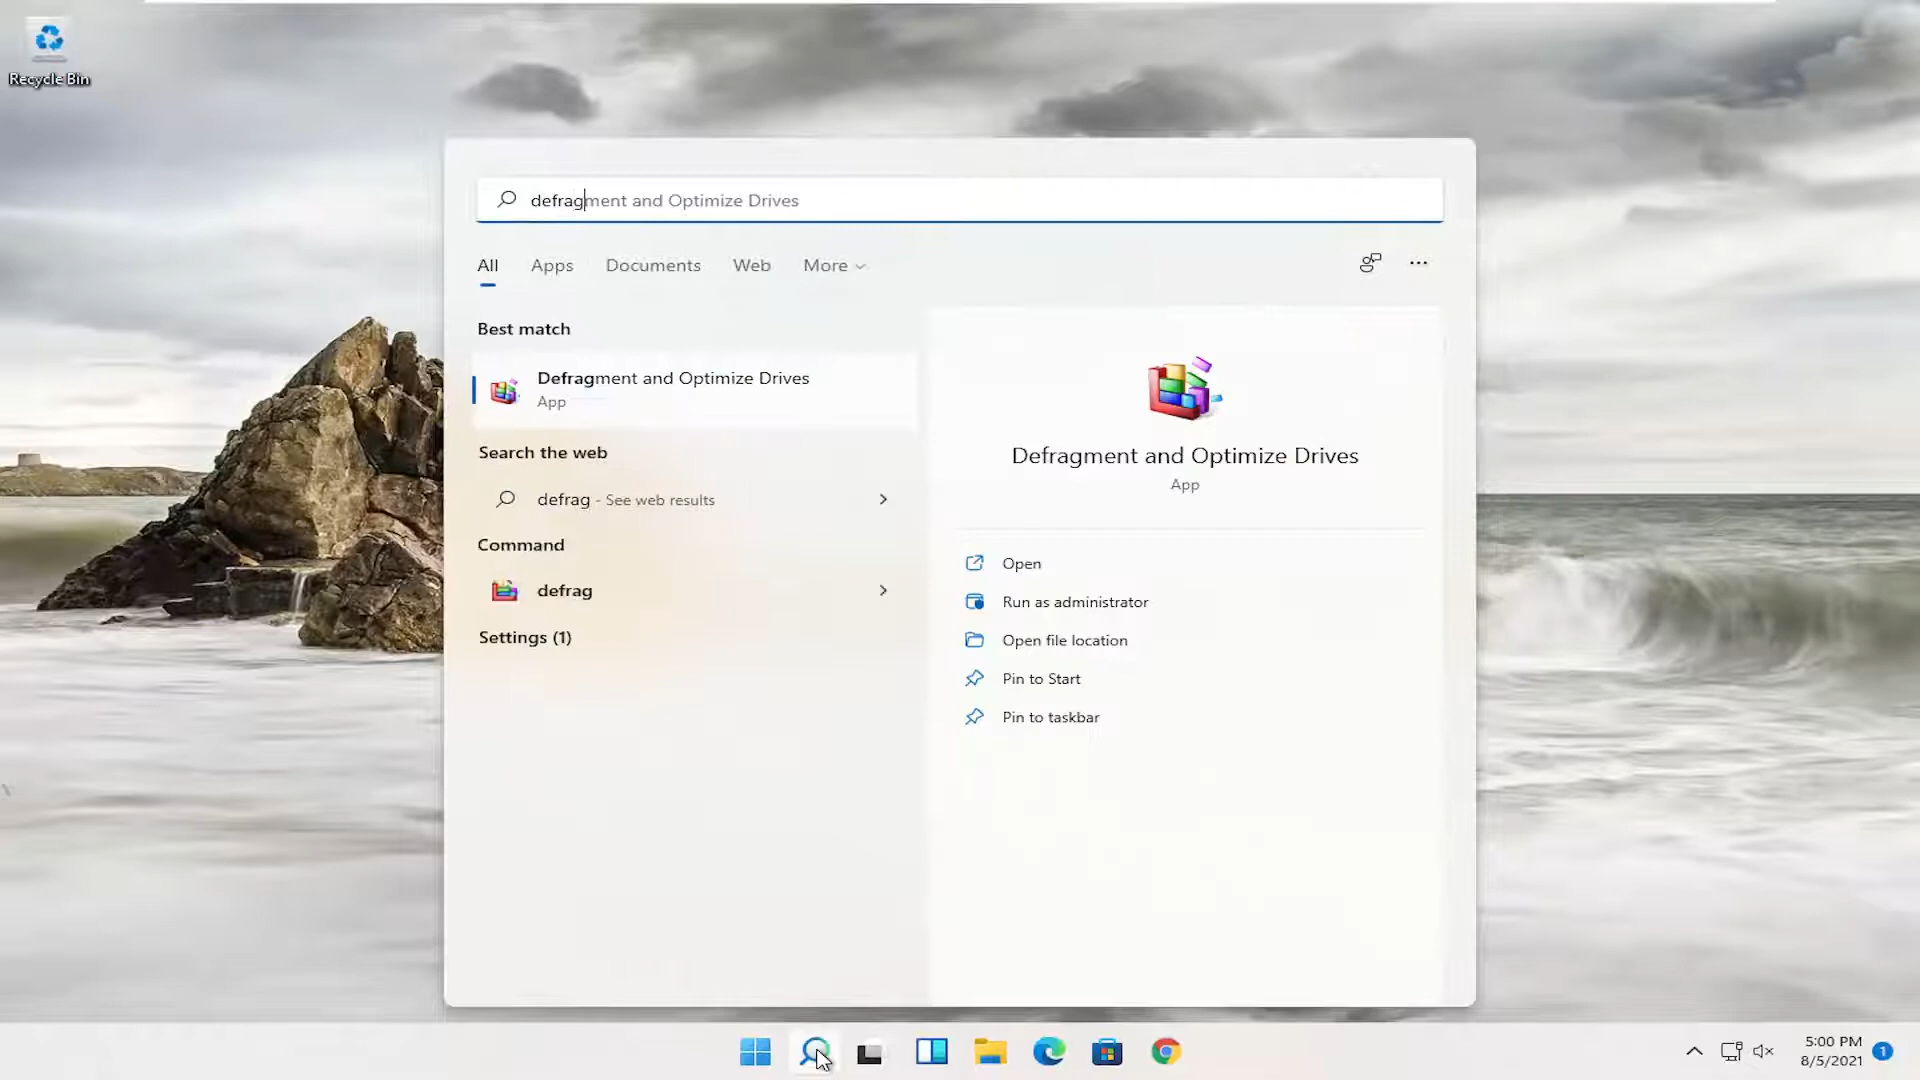 Recycle Bin
defragment and Optimize Drives
All Apps Documents Web More
Best match
Defragment and Optimize Drives
App
Search the web
defrag - See web results
Command
defrag
Settings (1)
Defragment and Optimize Drives
App
Open
Run as administrator
Open file location
Pin to Start
Pin to taskbar
5:00 PM
8/5/2021
1